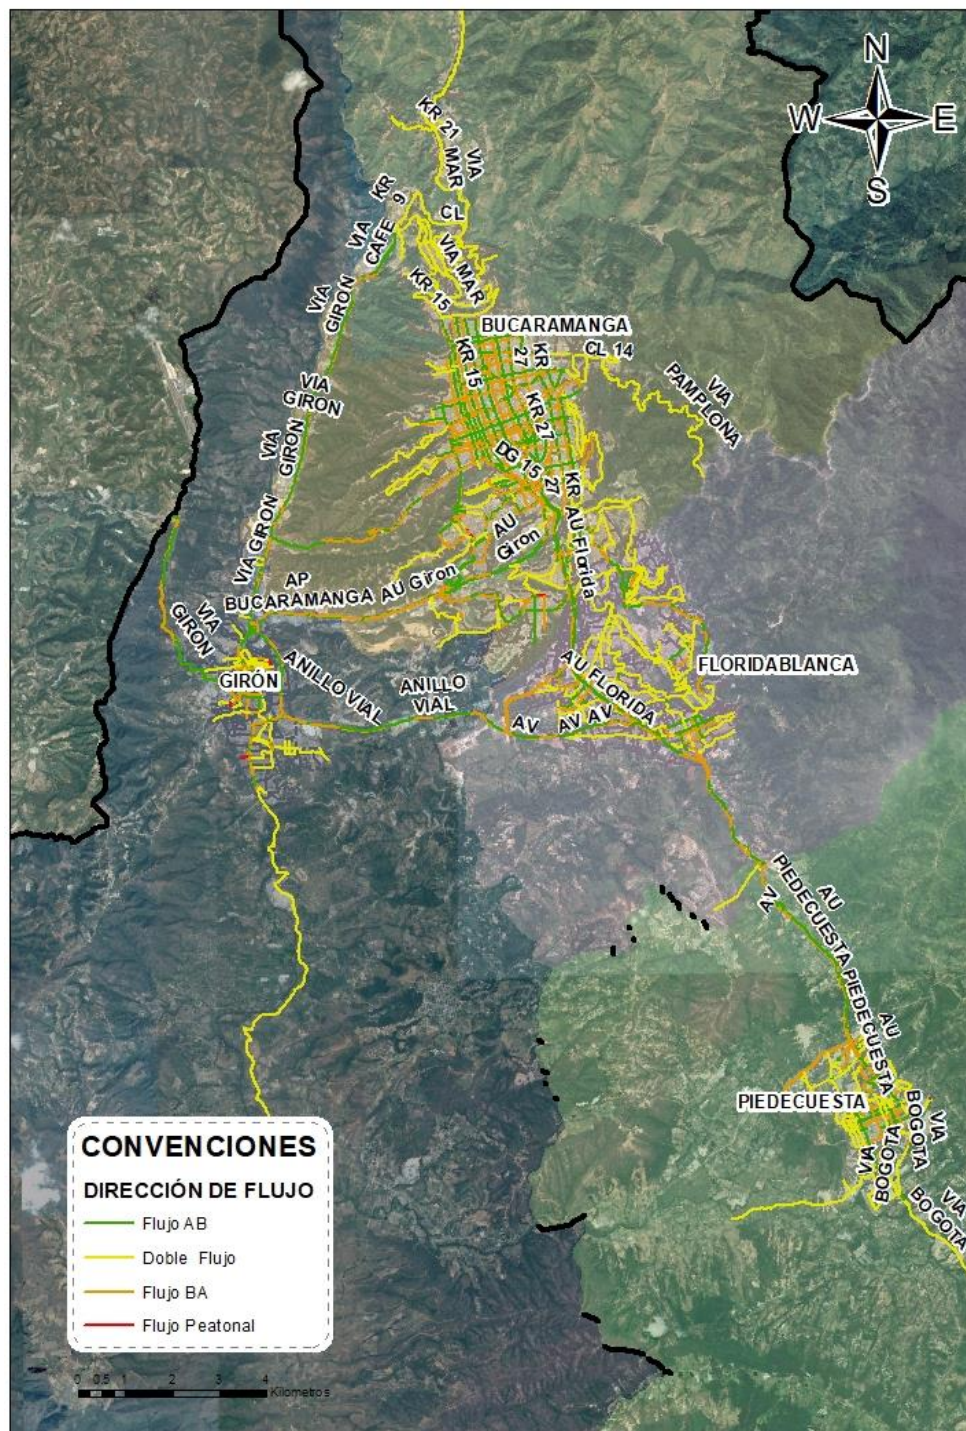 N
W E
S
KR 21
VIA
MAR
KR
9
CL
VIA
CAFE
VIA MAR
KR 15
VIA
GIRON
BUCARAMANGA
KR
27
CL 14
KR 15
VIA
PAMPLONA
VIA
GIRON
KR 27
VIA
GIRON
DG 15
27
KR
AU Florida
AU
Giron
VIA GIRON
AP
BUCARAMANGA AU Giron
VIA
GIRON
GIRÓN
ANILLO VIAL
ANILLO
VIAL
AU FLORIDA
FLORIDABLANCA
AV AV AV
AU
PIEDECUESTA
AV
PIEDECUESTA
AU
PIEDECUESTA
VIA
BOGOTA
VIA
BOGOTA
VIA
BOGOTA
CONVENCIONES
DIRECCIÓN DE FLUJO
Flujo AB
Doble Flujo
Flujo BA
Flujo Peatonal
0 0,5 1 2 3 4
Kilometros